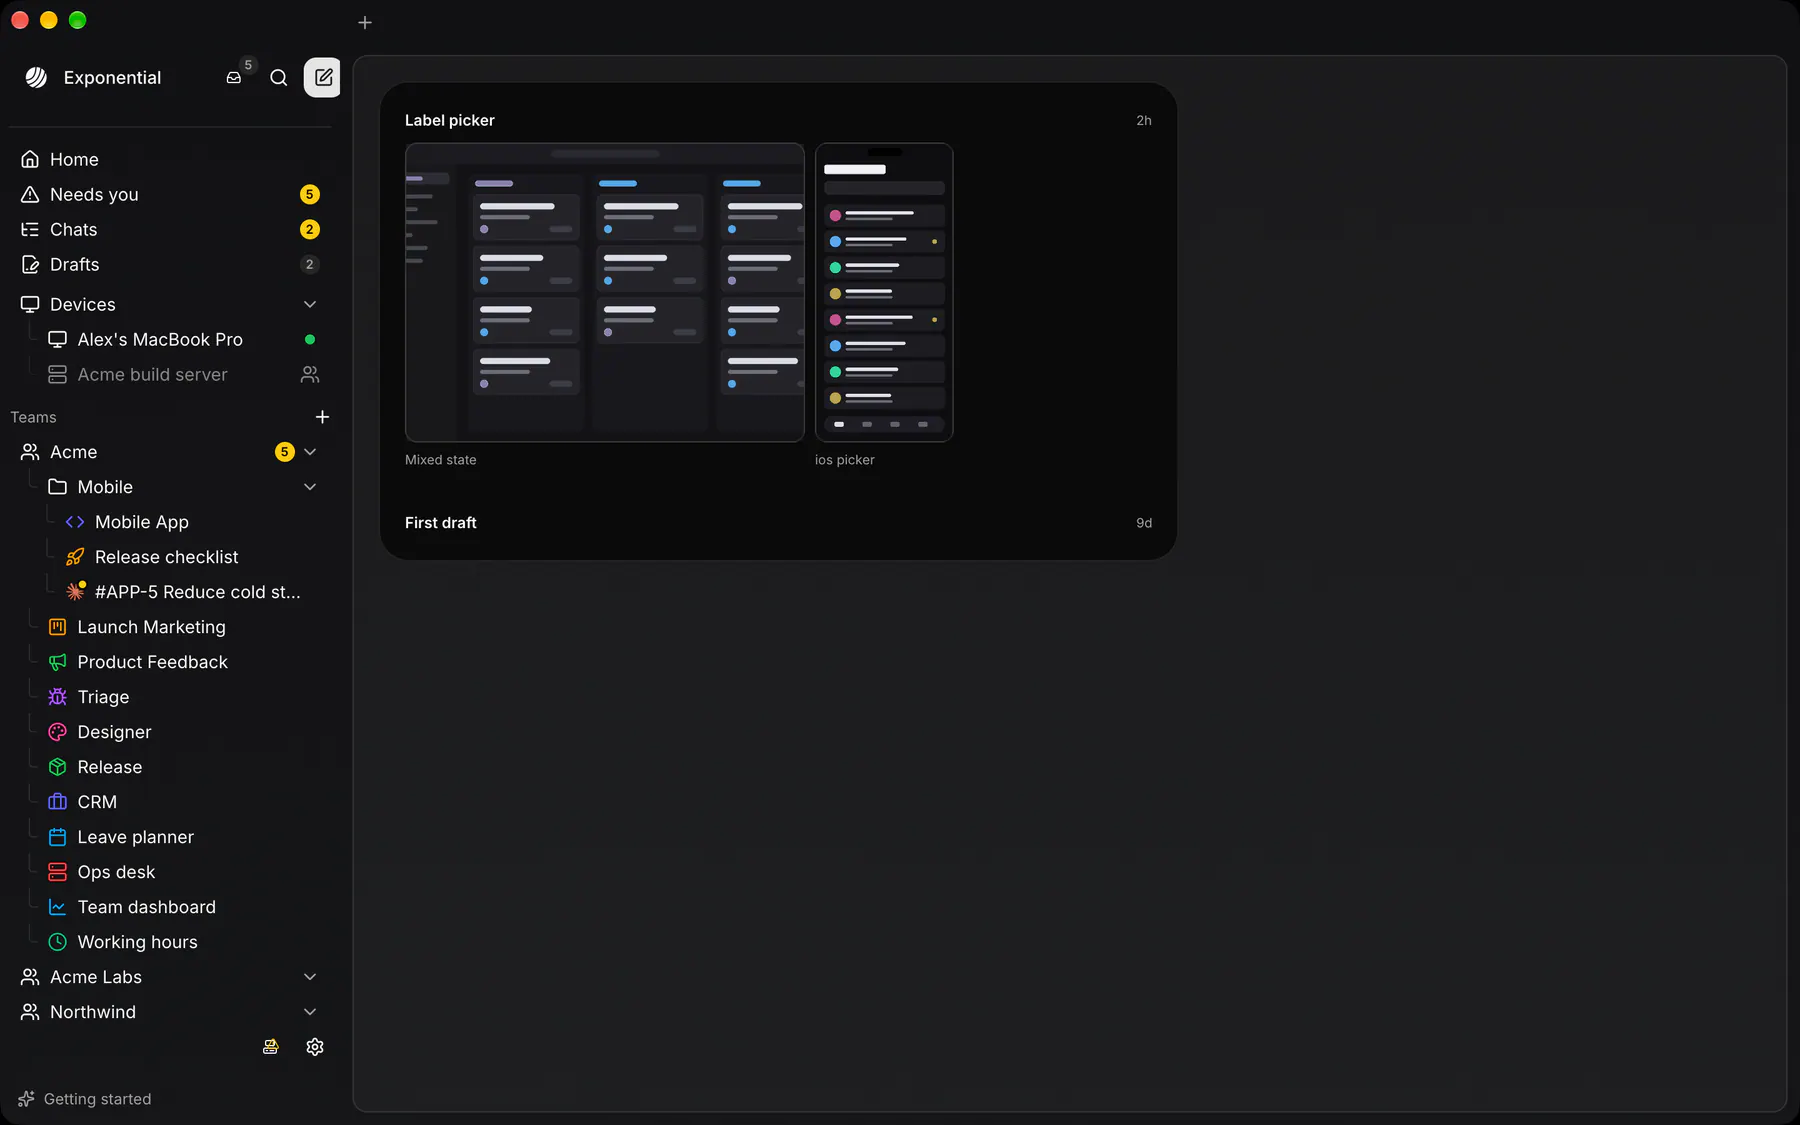 Exponential
5
Home
Needs you
5
Chats
2
Drafts
2
Devices
Alex's MacBook Pro
Acme build server
Teams
Acme
5
Mobile
Mobile App
Release checklist
#APP-5 Reduce cold st...
Launch Marketing
Product Feedback
Triage
Designer
Release
CRM
Leave planner
Ops desk
Team dashboard
Working hours
Acme Labs
Northwind
Getting started
Label picker
2h
Mixed state
ios picker
First draft
9d